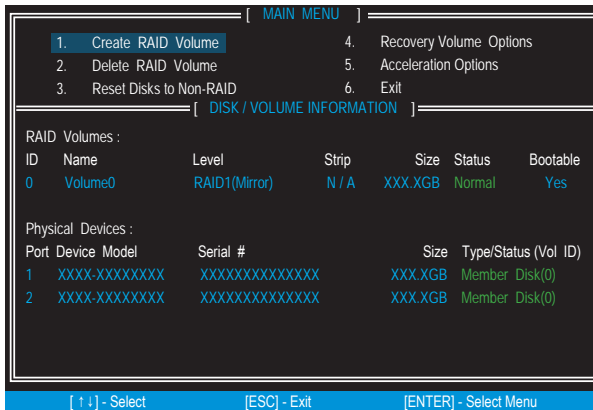 [ MAIN MENU ]
1. Create RAID Volume 4. Recovery Volume Options
2. Delete RAID Volume 5. Acceleration Options
3. Reset Disks to Non-RAID 6. Exit
[ DISK / VOLUME INFORMATION ]
RAID Volumes :
ID Name Level Strip Size Status Bootable
0 Volume0 RAID1(Mirror) N / A XXX.XGB Normal Yes
Physical Devices :
Port Device Model Serial # Size Type/Status (Vol ID)
1 XXXX-XXXXXXXX XXXXXXXXXXXXXX XXX.XGB Member Disk(0)
2 XXXX-XXXXXXXX XXXXXXXXXXXXXX XXX.XGB Member Disk(0)
[ ↑↓] - Select [ESC] - Exit [ENTER] - Select Menu